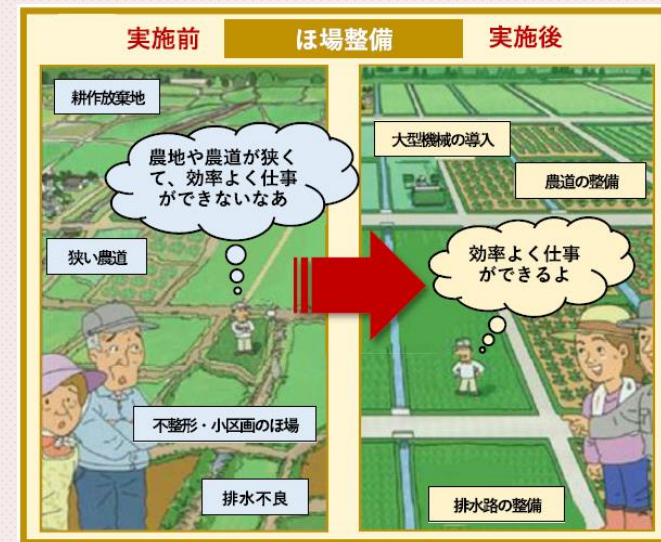 実施前
ほ場整備
実施後
耕作放棄地
農地や農道が狭く
て、効率よく仕事
ができないなあ
狭い農道
不整形・小区画のほ場
排水不良
大型機械の導入
農道の整備
効率よく仕事
ができるよ
排水路の整備